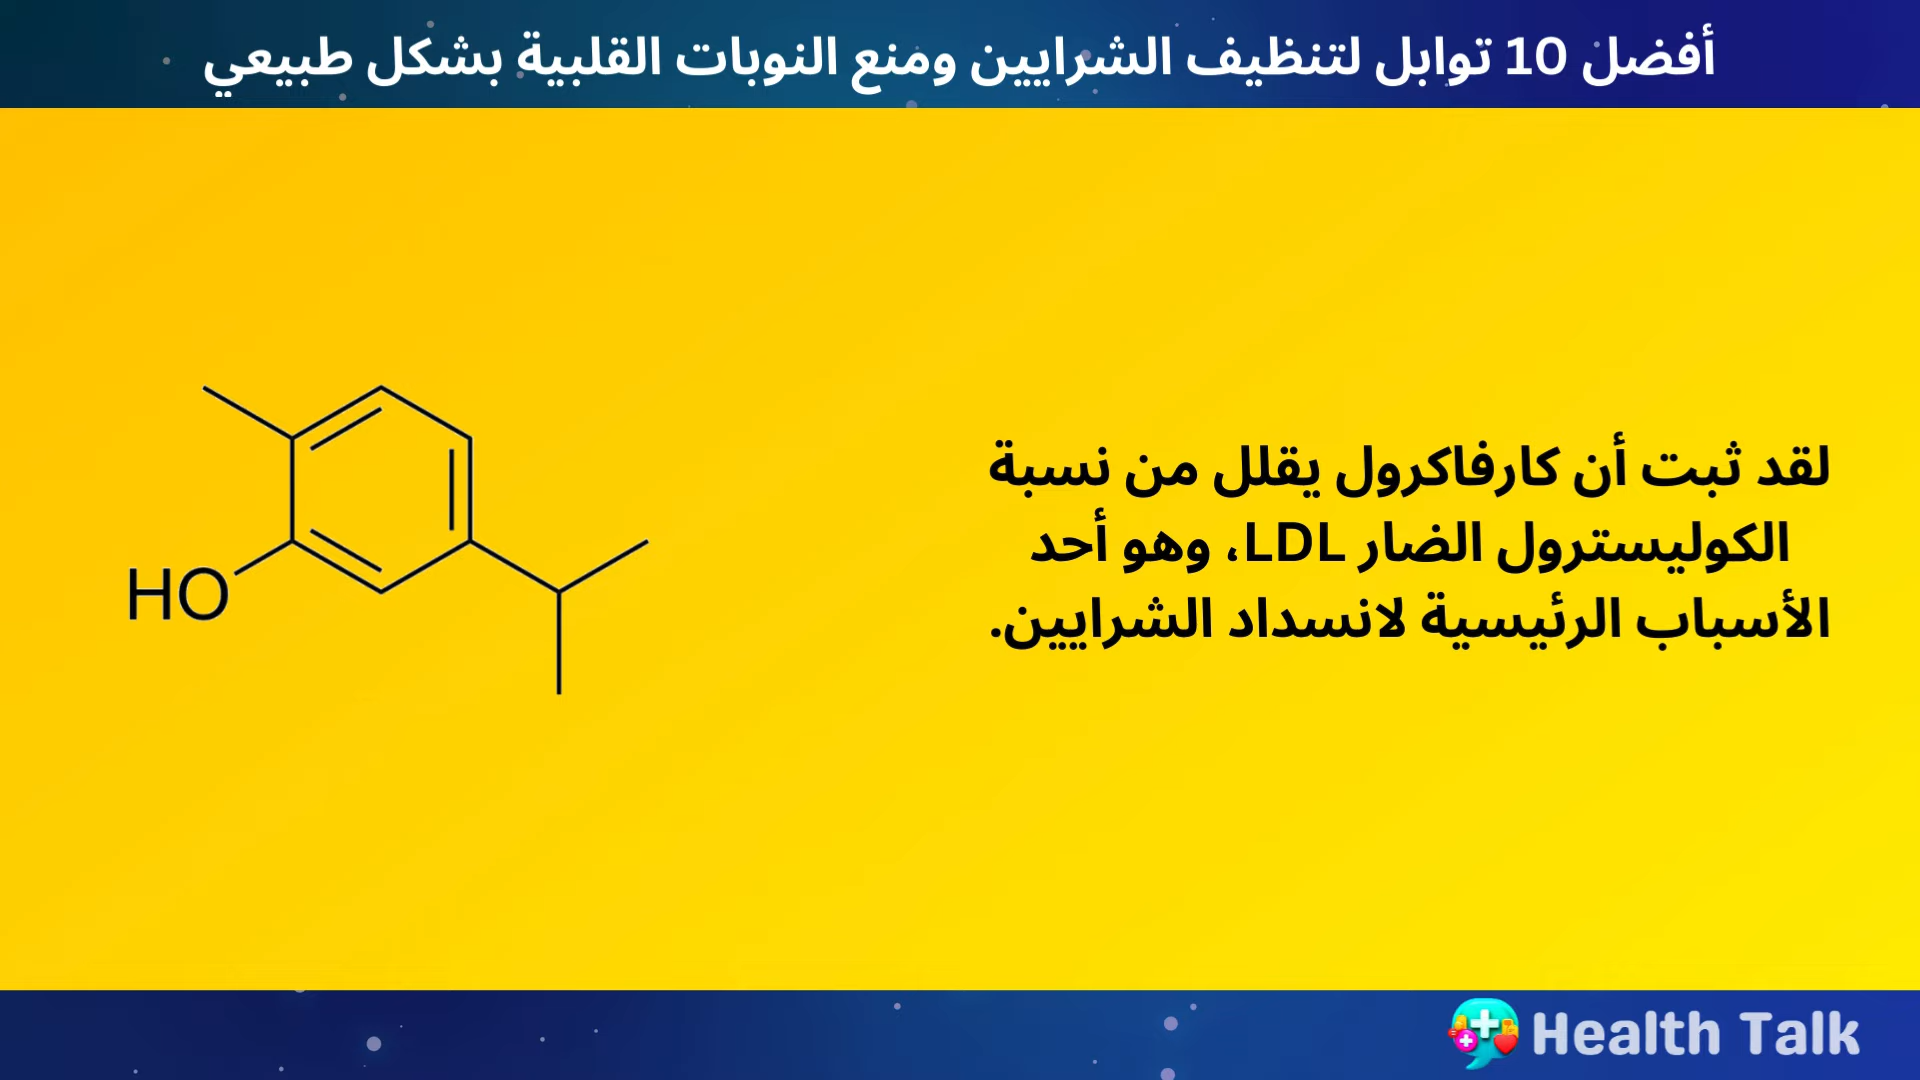 أفضل 10 توابل لتنظيف الشرايين ومنع النوبات القلبية بشكل طبيعي
لقد ثبت أن كارفاكرول يقلل من نسبة
الكوليسترول الضار LDL، وهو أحد
الأسباب الرئيسية لانسداد الشرايين.
HO
Health Talk